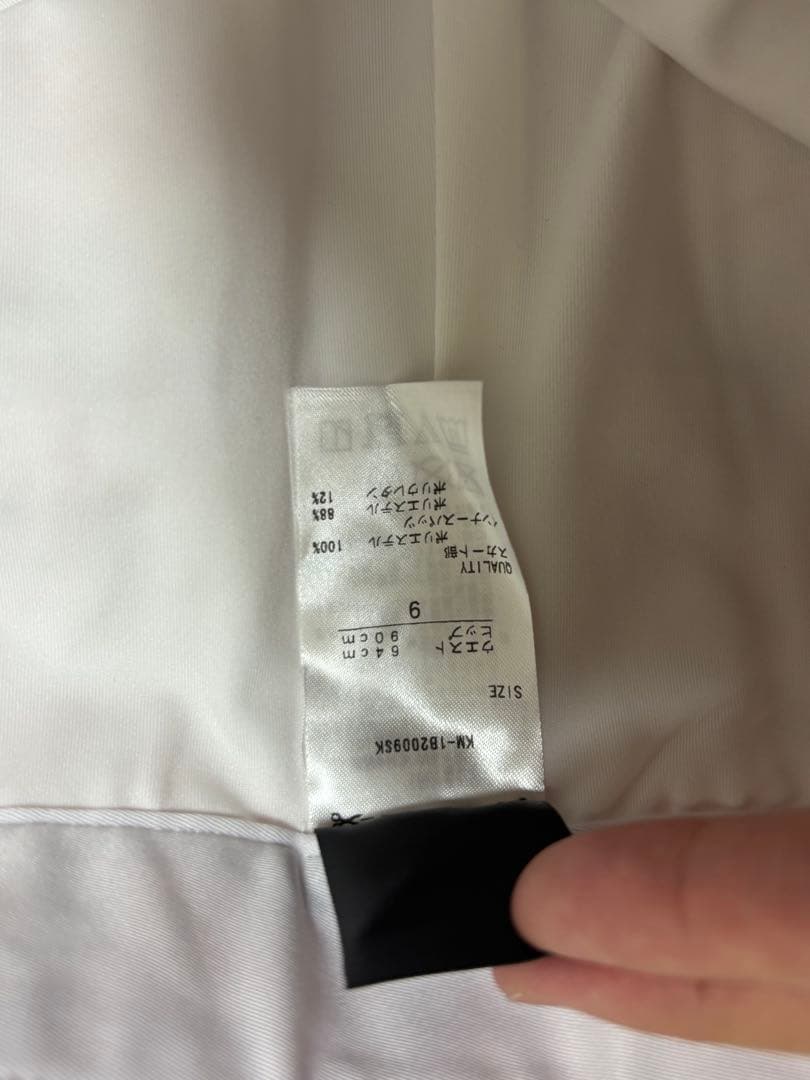 KM-1B2009SK
SIZE
ウエスト 64cm
ヒップ 90cm
9
QUALITY
スカート部
ポリエステル 100%
インナースパッツ
ポリエステル 88%
ポリウレタン 12%